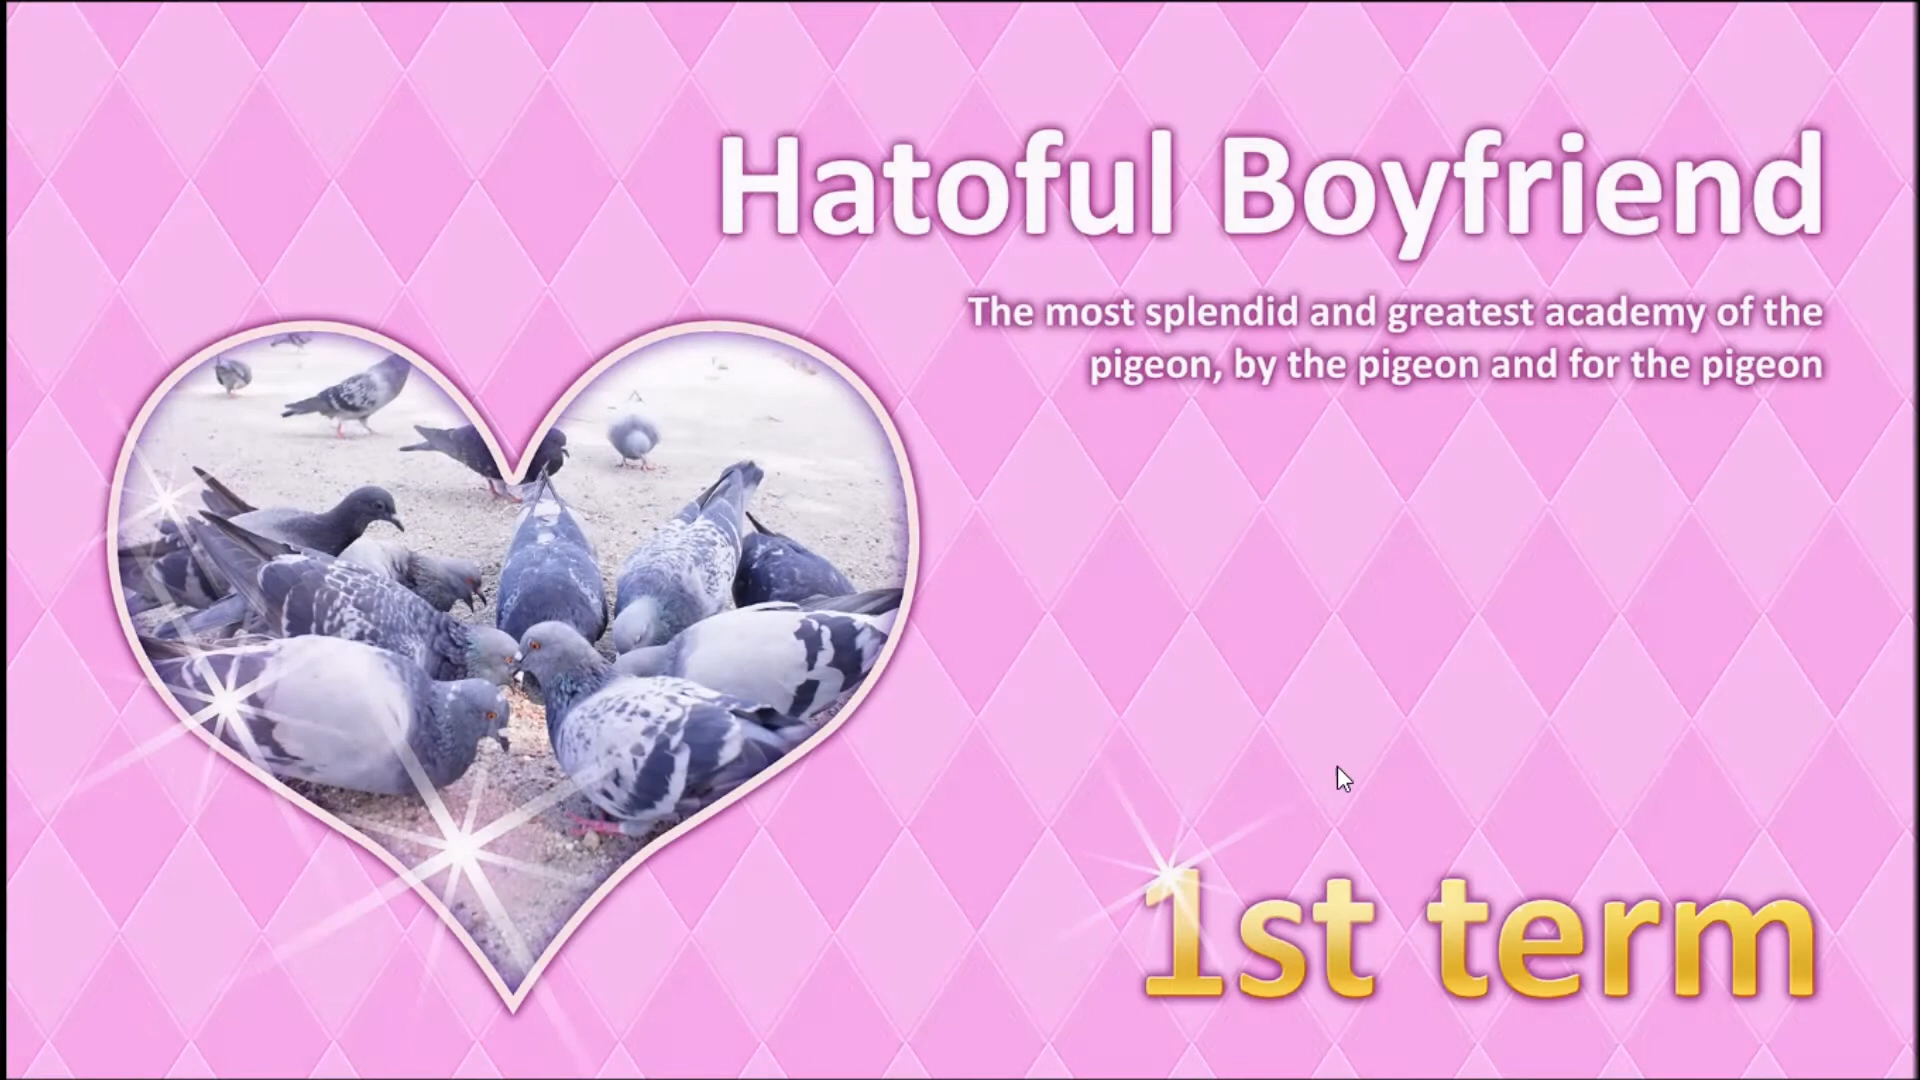 Hatoful Boyfriend
The most splendid and greatest academy of the
pigeon, by the pigeon and for the pigeon
1st term